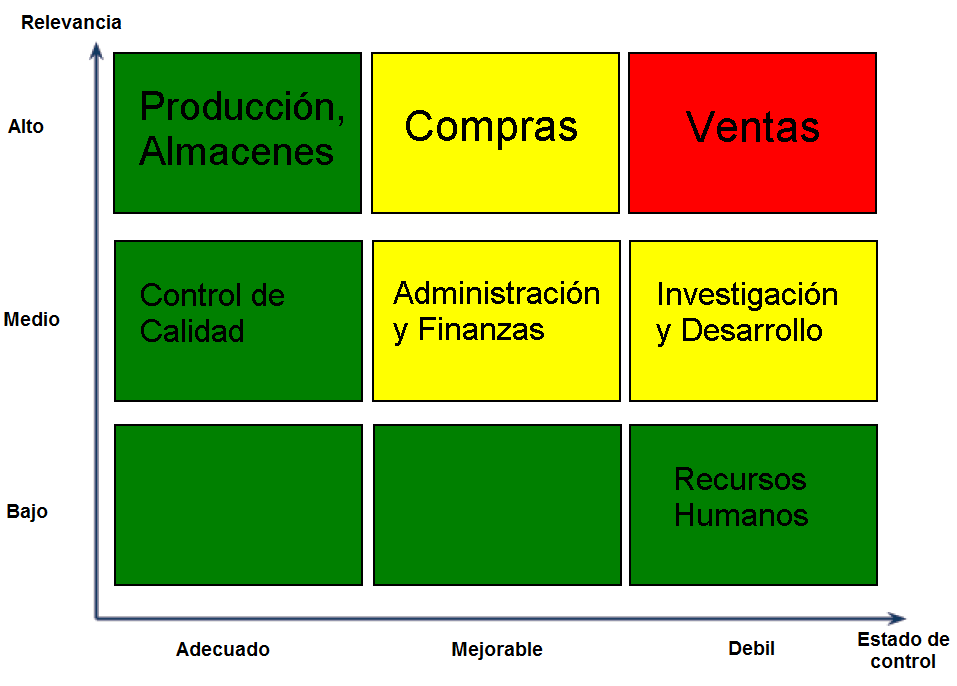 Relevancia
Alto
Producción,
Almacenes
Compras
Ventas
Medio
Control de
Calidad
Administración
y Finanzas
Investigación
y Desarrollo
Bajo
Recursos
Humanos
Adecuado
Mejorable
Debil
Estado de
control